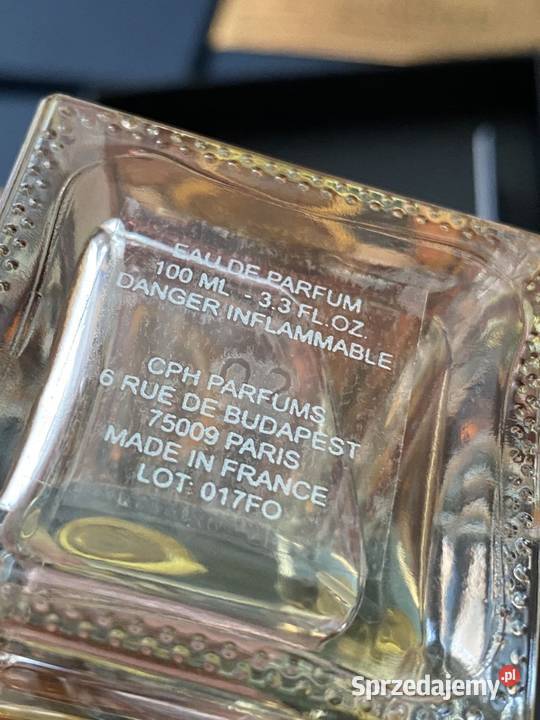 EAU DE PARFUM
100 ML - 3.3 FL.OZ.
DANGER INFLAMMABLE
CPH PARFUMS
6 RUE DE BUDAPEST
75009 PARIS
MADE IN FRANCE
LOT: 017FO
Sprzedajemy.pl